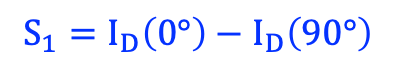 S₁ = I_D(0°) − I_D(90°)